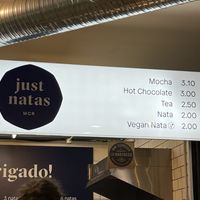 just
natas
MCR
Mocha 3.10
Hot Chocolate 3.00
Tea 2.50
Nata 2.00
Vegan Nata Ⓥ 2.00
rigado!
natas